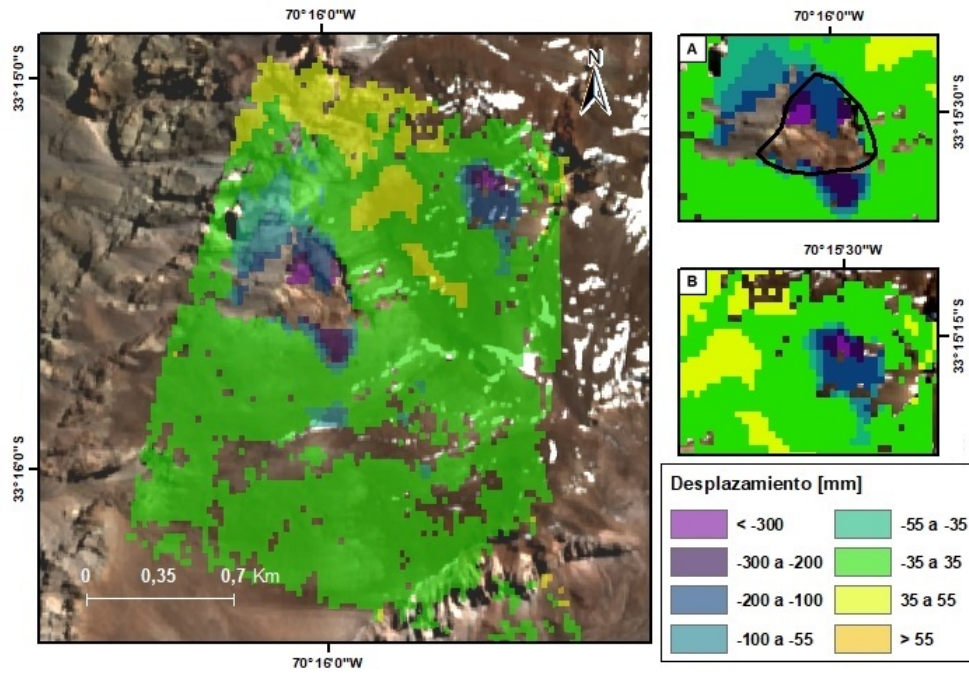 70°16'0"W
33°15'0"S
N
33°16'0"S
0 0,35 0,7 Km
70°16'0"W
70°16'0"W
A
33°15'30"S
70°15'30"W
B
33°15'15"S
Desplazamiento [mm]
< -300
-300 a -200
-200 a -100
-100 a -55
-55 a -35
-35 a 35
35 a 55
> 55